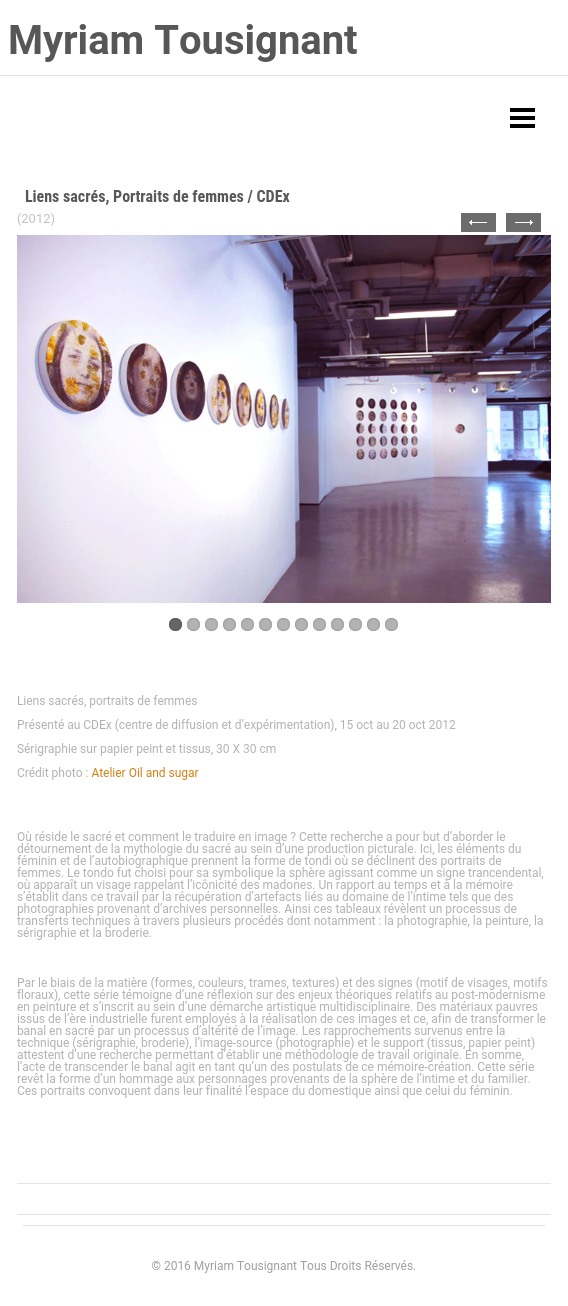 Myriam Tousignant
Liens sacrés, Portraits de femmes / CDEx
(2012)
Liens sacrés, portraits de femmes
Présenté au CDEx (centre de diffusion et d’expérimentation), 15 oct au 20 oct 2012
Sérigraphie sur papier peint et tissus, 30 X 30 cm
Crédit photo : Atelier Oil and sugar
Où réside le sacré et comment le traduire en image ? Cette recherche a pour but d’aborder le
détournement de la mythologie du sacré au sein d’une production picturale. Ici, les éléments du
féminin et de l’autobiographique prennent la forme de tondi où se déclinent des portraits de
femmes. Le tondo fut choisi pour sa symbolique la sphère agissant comme un signe trancendental,
où apparaît un visage rappelant l’icônicité des madones. Un rapport au temps et à la mémoire
s’établit dans ce travail par la récupération d’artefacts liés au domaine de l’intime tels que des
photographies provenant d’archives personnelles. Ainsi ces tableaux révèlent un processus de
transferts techniques à travers plusieurs procédés dont notamment : la photographie, la peinture, la
sérigraphie et la broderie.
Par le biais de la matière (formes, couleurs, trames, textures) et des signes (motif de visages, motifs
floraux), cette série témoigne d’une réflexion sur des enjeux théoriques relatifs au post-modernisme
en peinture et s’inscrit au sein d’une démarche artistique multidisciplinaire. Des matériaux pauvres
issus de l’ère industrielle furent employés à la réalisation de ces images et ce, afin de transformer le
banal en sacré par un processus d’altérité de l’image. Les rapprochements survenus entre la
technique (sérigraphie, broderie), l’image-source (photographie) et le support (tissus, papier peint)
attestent d’une recherche permettant d’établir une méthodologie de travail originale. En somme,
l’acte de transcender le banal agit en tant qu’un des postulats de ce mémoire-création. Cette série
revêt la forme d’un hommage aux personnages provenants de la sphère de l’intime et du familier.
Ces portraits convoquent dans leur finalité l’espace du domestique ainsi que celui du féminin.
© 2016 Myriam Tousignant Tous Droits Réservés.